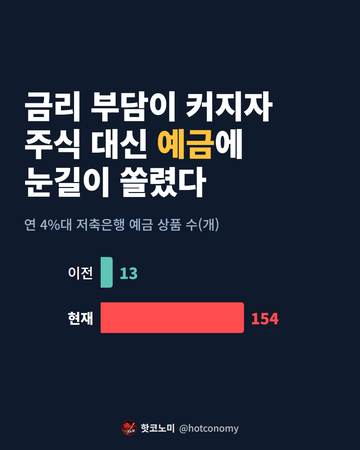 금리 부담이 커지자
주식 대신 예금에
눈길이 쏠렸다
연 4%대 저축은행 예금 상품 수(개)
이전 13
현재 154
핫코노미 @hotconomy